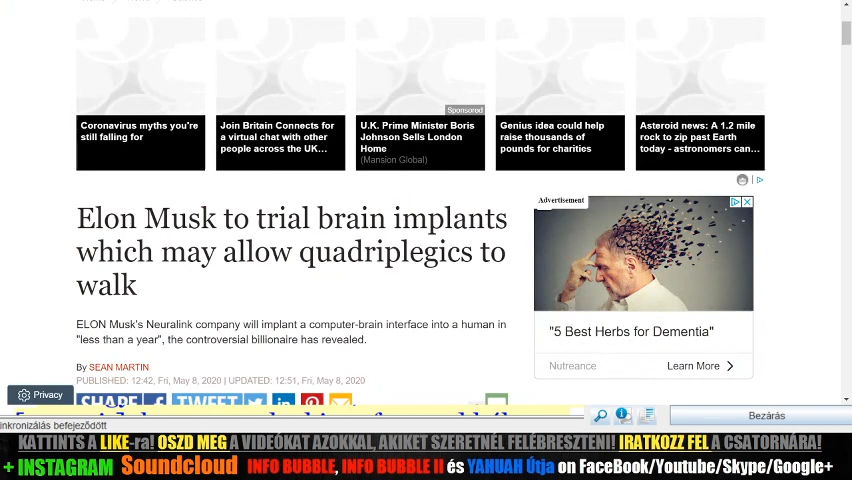 Sponsored
Coronavirus myths you're
still falling for
Join Britain Connects for
a virtual chat with other
people across the UK...
U.K. Prime Minister Boris
Johnson Sells London
Home
(Mansion Global)
Genius idea could help
raise thousands of
pounds for charities
Asteroid news: A 1.2 mile
rock to zip past Earth
today - astronomers can...
Elon Musk to trial brain implants
which may allow quadriplegics to
walk
ELON Musk's Neuralink company will implant a computer-brain interface into a human in
"less than a year", the controversial billionaire has revealed.
By SEAN MARTIN
PUBLISHED: 12:42, Fri, May 8, 2020 | UPDATED: 12:51, Fri, May 8, 2020
Advertisement
"5 Best Herbs for Dementia"
Nutreance
Learn More
Privacy
SHARE
TWEET
in
inkronizálás befejeződött
Bezárás
KATTINTS A LIKE-ra! OSZD MEG A VIDEÓKAT AZOKKAL, AKIKET SZERETNÉL FELÉBRESZTENI! IRATKOZZ FEL A CSATORNÁRA!
+ INSTAGRAM Soundcloud INFO BUBBLE, INFO BUBBLE II és YAHUAH Útja on FaceBook/Youtube/Skype/Google+